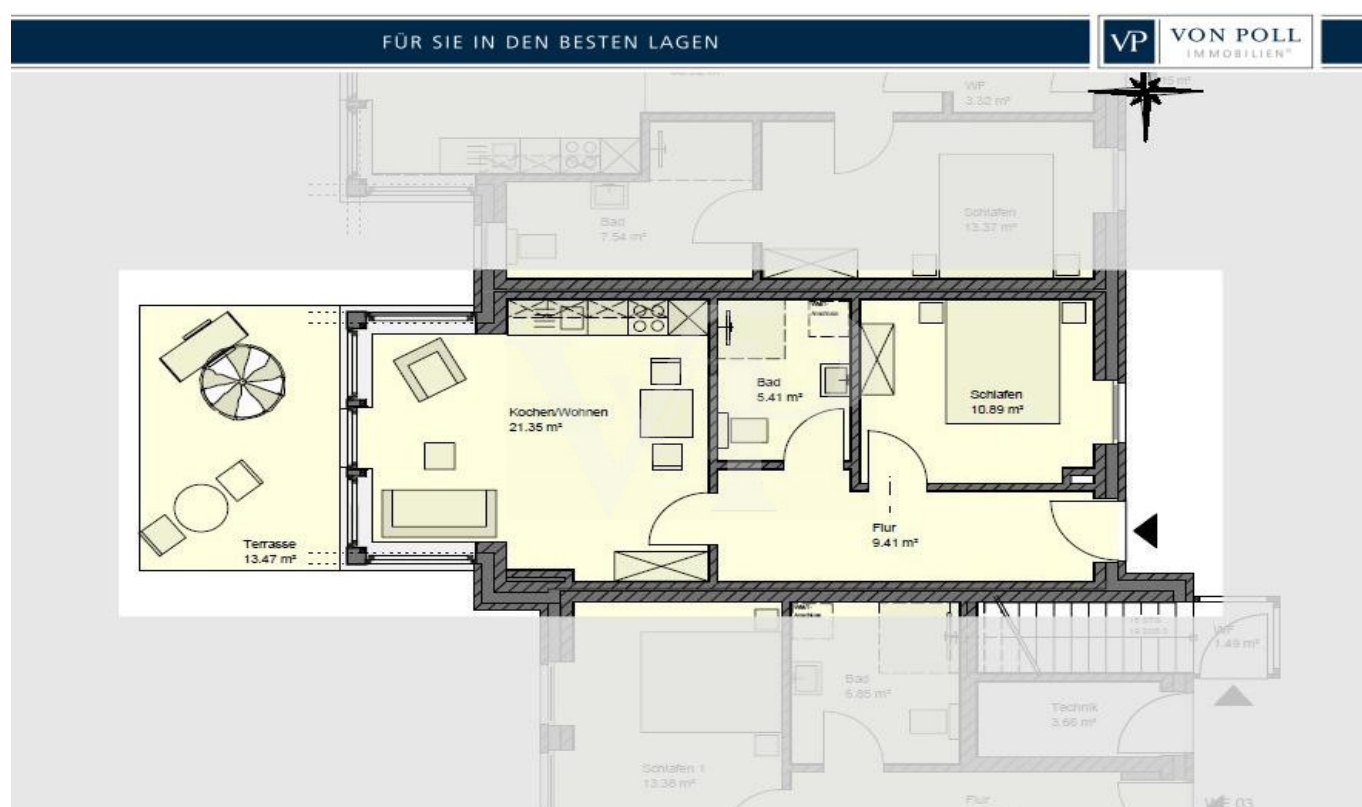 FÜR SIE IN DEN BESTEN LAGEN
VP
VON POLL
IMMOBILIEN®
WF
3.32 m²
Bad
7.54 m²
Schlafen
13.37 m²
Kochen/Wohnen
21.35 m²
Bad
5.41 m²
Schlafen
10.89 m²
Flur
9.41 m²
Terrasse
13.47 m²
WF
1.49 m²
Bad
6.85 m²
Technik
3.66 m²
Schlafen 1
13.36 m²
Flur
WE 03